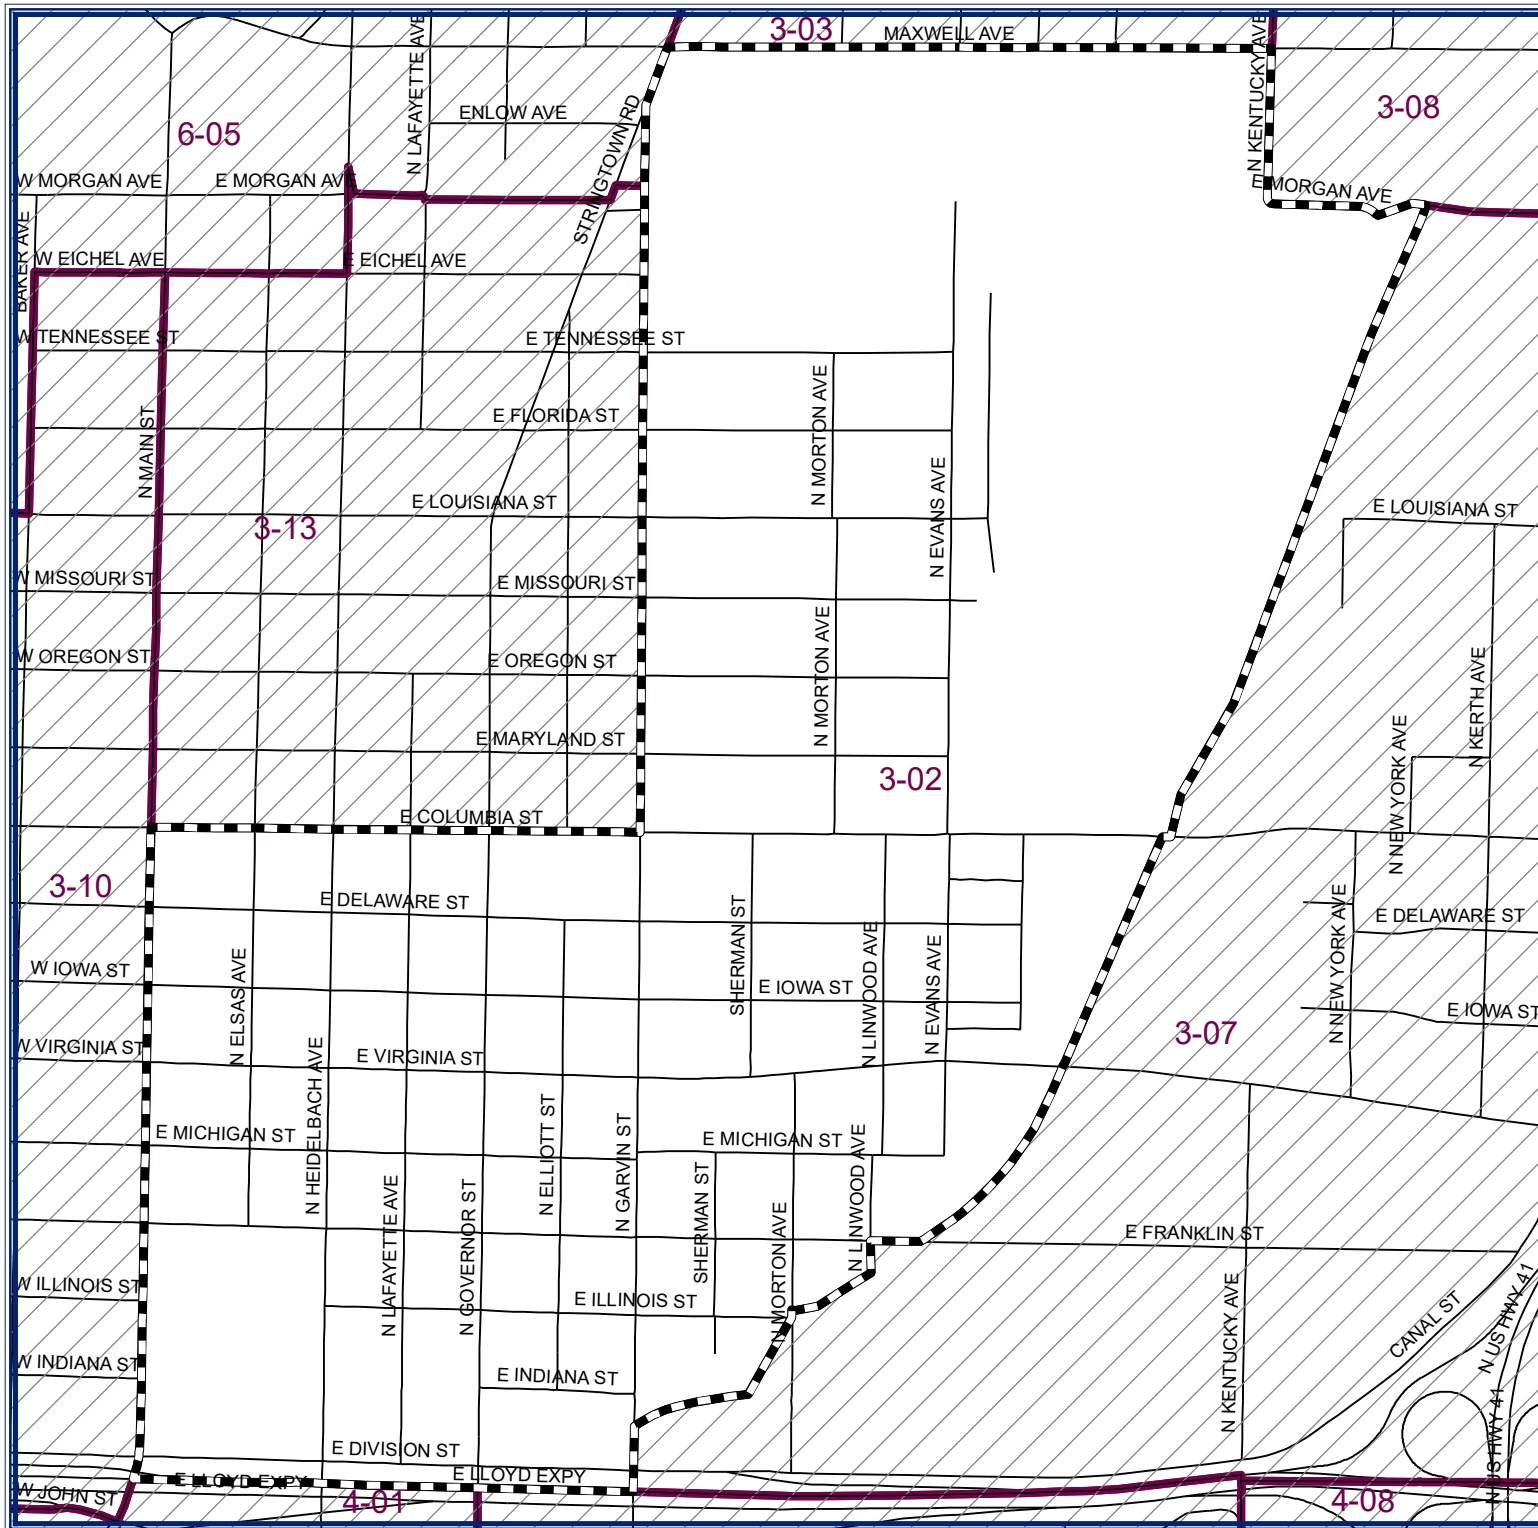 3-03
MAXWELL AVE
N LAFAYETTE AVE
N KENTUCKY AVE
ENLOW AVE
3-08
6-05
STRINGTOWN RD
W MORGAN AVE
E MORGAN AVE
E MORGAN AVE
BAKER AVE
W EICHEL AVE
E EICHEL AVE
W TENNESSEE ST
E TENNESSEE ST
N MORTON AVE
N MAIN ST
E FLORIDA ST
N EVANS AVE
E LOUISIANA ST
E LOUISIANA ST
3-13
W MISSOURI ST
E MISSOURI ST
N MORTON AVE
W OREGON ST
E OREGON ST
N KERTH AVE
E MARYLAND ST
N NEW YORK AVE
3-02
E COLUMBIA ST
3-10
E DELAWARE ST
SHERMAN ST
N NEW YORK AVE
E DELAWARE ST
N LINWOOD AVE
N EVANS AVE
W IOWA ST
N ELSAS AVE
E IOWA ST
E IOWA ST
3-07
W VIRGINIA ST
E VIRGINIA ST
N HEIDELBACH AVE
E MICHIGAN ST
N ELLIOTT ST
N GARVIN ST
E MICHIGAN ST
N LINWOOD AVE
N LAFAYETTE AVE
N GOVERNOR ST
SHERMAN ST
N MORTON AVE
E FRANKLIN ST
W ILLINOIS ST
E ILLINOIS ST
N KENTUCKY AVE
CANAL ST
N US HWY 41
W INDIANA ST
E INDIANA ST
N US HWY 41
E DIVISION ST
E LLOYD EXPY
E LLOYD EXPY
W JOHN ST
4-01
4-08